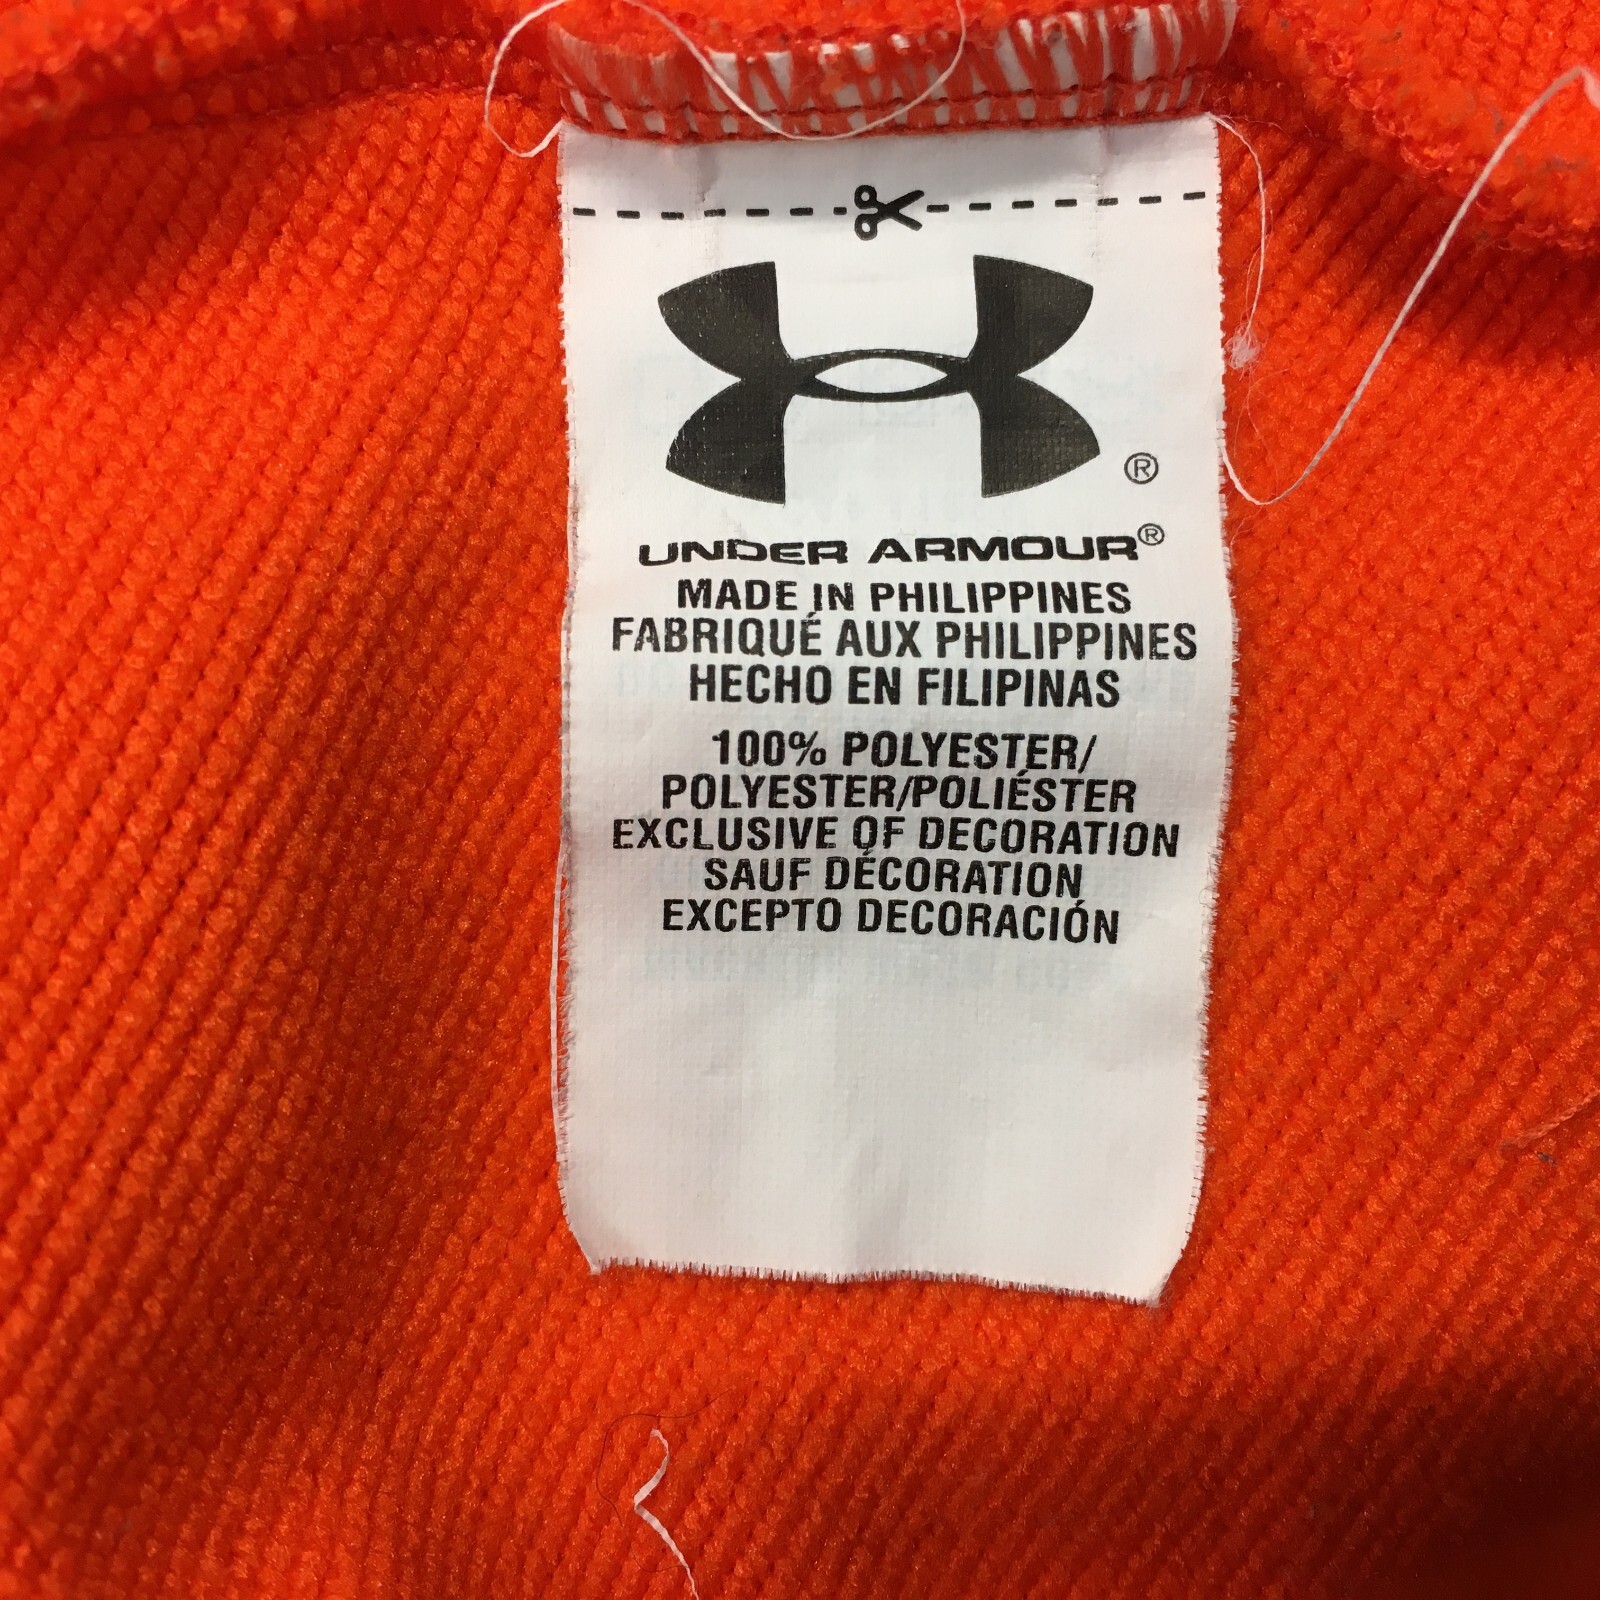 ®
UNDER ARMOUR®
MADE IN PHILIPPINES
FABRIQUÉ AUX PHILIPPINES
HECHO EN FILIPINAS
100% POLYESTER/
POLYESTER/POLIÉSTER
EXCLUSIVE OF DECORATION
SAUF DÉCORATION
EXCEPTO DECORACIÓN